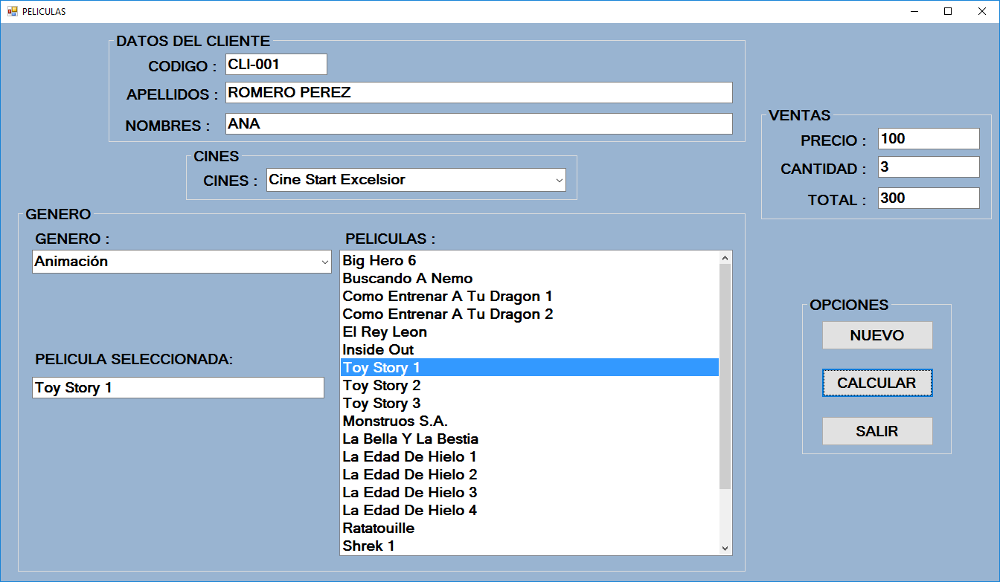 PELICULAS
DATOS DEL CLIENTE
CODIGO : CLI-001
APELLIDOS : ROMERO PEREZ
NOMBRES : ANA
CINES
CINES : Cine Start Excelsior
VENTAS
PRECIO : 100
CANTIDAD : 3
TOTAL : 300
GENERO
GENERO :
Animación
PELICULA SELECCIONADA:
Toy Story 1
PELICULAS :
Big Hero 6
Buscando A Nemo
Como Entrenar A Tu Dragon 1
Como Entrenar A Tu Dragon 2
El Rey Leon
Inside Out
Toy Story 1
Toy Story 2
Toy Story 3
Monstruos S.A.
La Bella Y La Bestia
La Edad De Hielo 1
La Edad De Hielo 2
La Edad De Hielo 3
La Edad De Hielo 4
Ratatouille
Shrek 1
OPCIONES
NUEVO
CALCULAR
SALIR